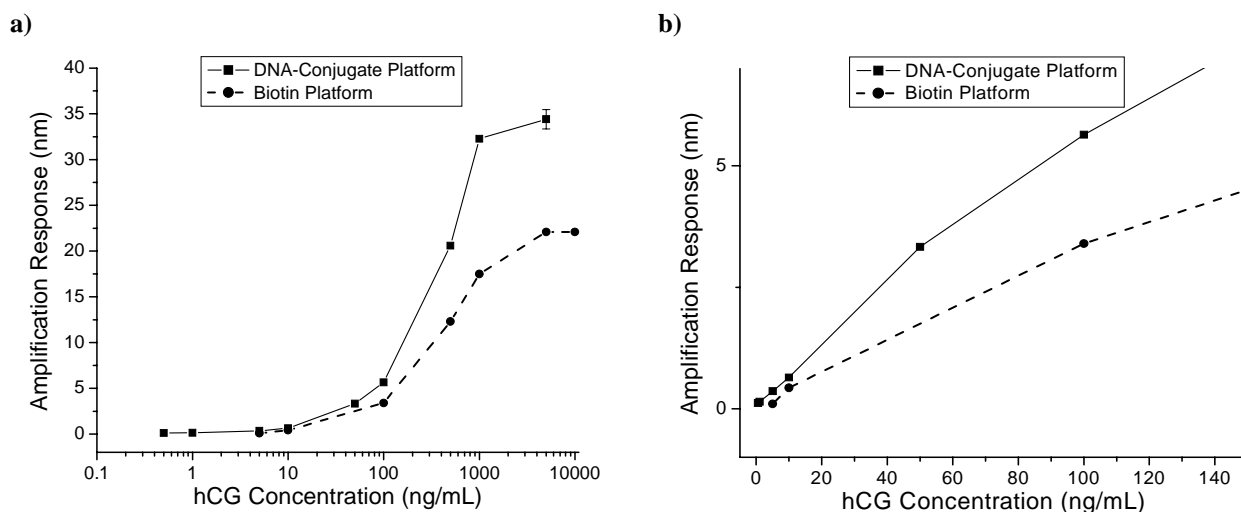 a)
DNA-Conjugate Platform
Biotin Platform
40
35
30
25
20
15
10
5
0
0.1 1 10 100 1000 10000
Amplification Response (nm)
hCG Concentration (ng/mL)
b)
DNA-Conjugate Platform
Biotin Platform
5
0
0 20 40 60 80 100 120 140
Amplification Response (nm)
hCG Concentration (ng/mL)